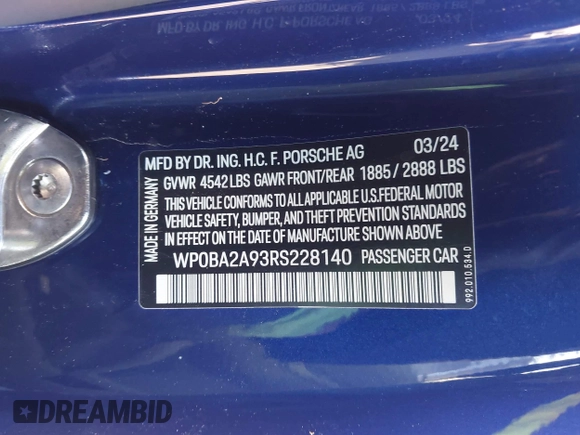 MFD BY DR. ING. H.C. F. PORSCHE AG 03/24
GVWR 4542 LBS GAWR FRONT/REAR 1885 / 2888 LBS
THIS VEHICLE CONFORMS TO ALL APPLICABLE U.S. FEDERAL MOTOR
VEHICLE SAFETY, BUMPER, AND THEFT PREVENTION STANDARDS
IN EFFECT ON THE DATE OF MANUFACTURE SHOWN ABOVE
WP0BA2A93RS228140 PASSENGER CAR
MADE IN GERMANY
992.010.534.0
DREAMBID